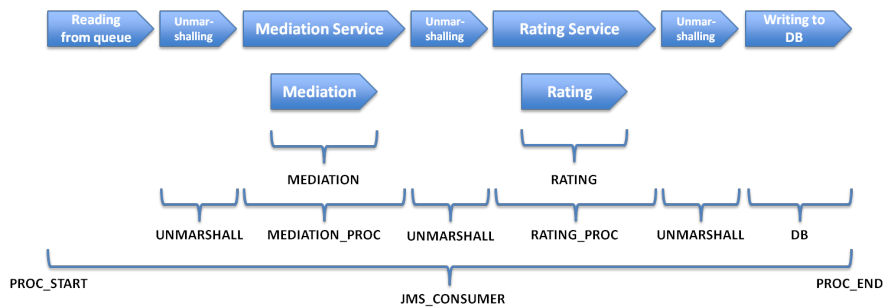 Reading
from queue
Unmar-
shalling
Mediation Service
Unmar-
shalling
Rating Service
Unmar-
shalling
Writing to
DB
Mediation
Rating
MEDIATION
RATING
UNMARSHALL
MEDIATION_PROC
UNMARSHALL
RATING_PROC
UNMARSHALL
DB
PROC_START
PROC_END
JMS_CONSUMER